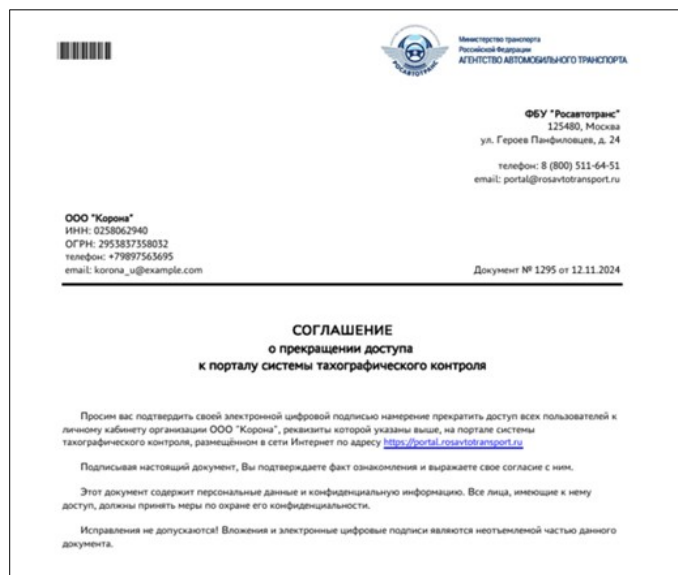 Министерство транспорта
Российской Федерации
АГЕНТСТВО АВТОМОБИЛЬНОГО ТРАНСПОРТА
РОСАВТОТРАНС
ФБУ "Росавтотранс"
125480, Москва
ул. Героев Панфиловцев, д. 24
телефон: 8 (800) 511-64-51
email: portal@rosavtotransport.ru
ООО "Корона"
ИНН: 0258062940
ОГРН: 2953837358032
телефон: +79897563695
email: korona_u@example.com
Документ № 1295 от 12.11.2024
СОГЛАШЕНИЕ
о прекращении доступа
к порталу системы тахографического контроля
Просим вас подтвердить своей электронной цифровой подписью намерение прекратить доступ всех пользователей к
личному кабинету организации ООО "Корона", реквизиты которой указаны выше, на портале системы
тахографического контроля, размещённом в сети Интернет по адресу https://portal.rosavtotransport.ru
Подписывая настоящий документ, Вы подтверждаете факт ознакомления и выражаете свое согласие с ним.
Этот документ содержит персональные данные и конфиденциальную информацию. Все лица, имеющие к нему
доступ, должны принять меры по охране его конфиденциальности.
Исправления не допускаются! Вложения и электронные цифровые подписи являются неотъемлемой частью данного
документа.